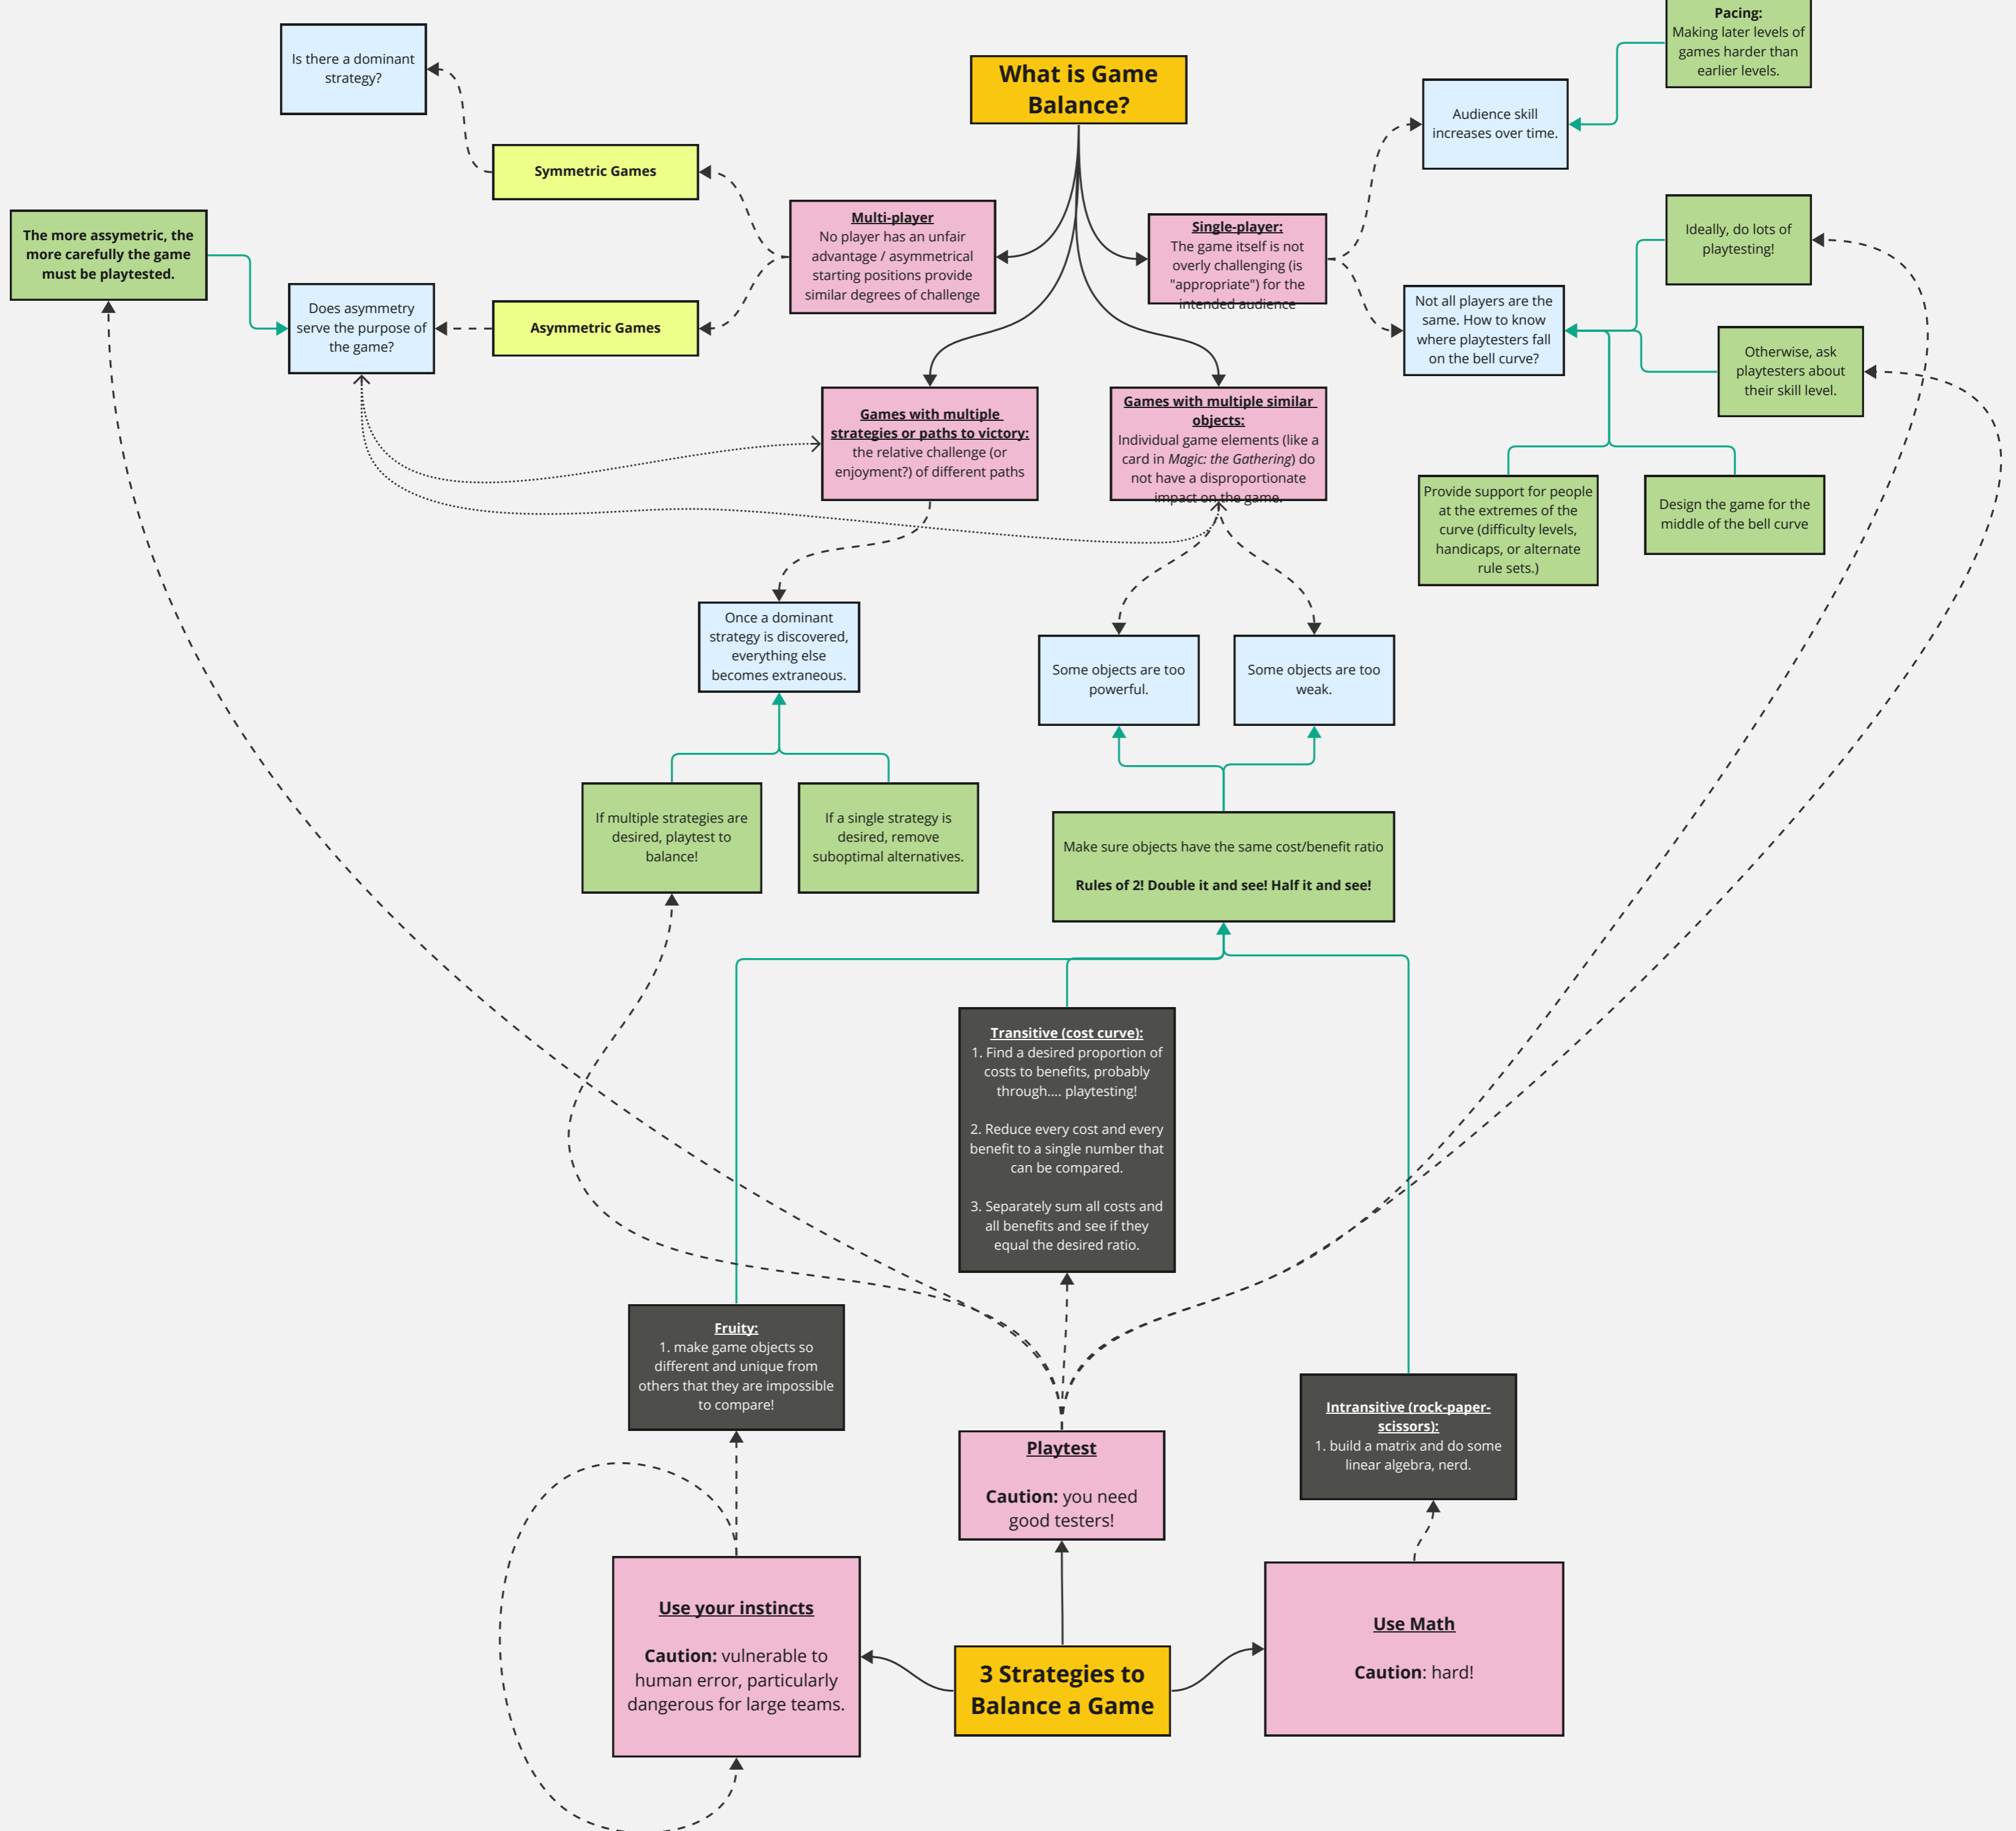 Pacing:
Making later levels of
games harder than
earlier levels.
Is there a dominant
strategy?
What is Game
Balance?
Audience skill
increases over time.
Symmetric Games
The more assymetric, the
more carefully the game
must be playtested.
Multi-player
No player has an unfair
advantage / asymmetrical
starting positions provide
similar degrees of challenge
Single-player:
The game itself is not
overly challenging (is
"appropriate") for the
intended audience
Ideally, do lots of
playtesting!
Does asymmetry
serve the purpose of
the game?
Asymmetric Games
Not all players are the
same. How to know
where playtesters fall
on the bell curve?
Otherwise, ask
playtesters about
their skill level.
Games with multiple
strategies or paths to victory:
the relative challenge (or
enjoyment?) of different paths
Games with multiple similar
objects:
Individual game elements (like a
card in Magic: the Gathering) do
not have a disproportionate
impact on the game.
Provide support for people
at the extremes of the
curve (difficulty levels,
handicaps, or alternate
rule sets.)
Design the game for the
middle of the bell curve
Once a dominant
strategy is discovered,
everything else
becomes extraneous.
Some objects are too
powerful.
Some objects are too
weak.
If multiple strategies are
desired, playtest to
balance!
If a single strategy is
desired, remove
suboptimal alternatives.
Make sure objects have the same cost/benefit ratio
Rules of 2! Double it and see! Half it and see!
Transitive (cost curve):
1. Find a desired proportion of
costs to benefits, probably
through.... playtesting!
2. Reduce every cost and every
benefit to a single number that
can be compared.
3. Separately sum all costs and
all benefits and see if they
equal the desired ratio.
Fruity:
1. make game objects so
different and unique from
others that they are impossible
to compare!
Playtest
Caution: you need
good testers!
Intransitive (rock-paper-
scissors):
1. build a matrix and do some
linear algebra, nerd.
Use your instincts
Caution: vulnerable to
human error, particularly
dangerous for large teams.
3 Strategies to
Balance a Game
Use Math
Caution: hard!